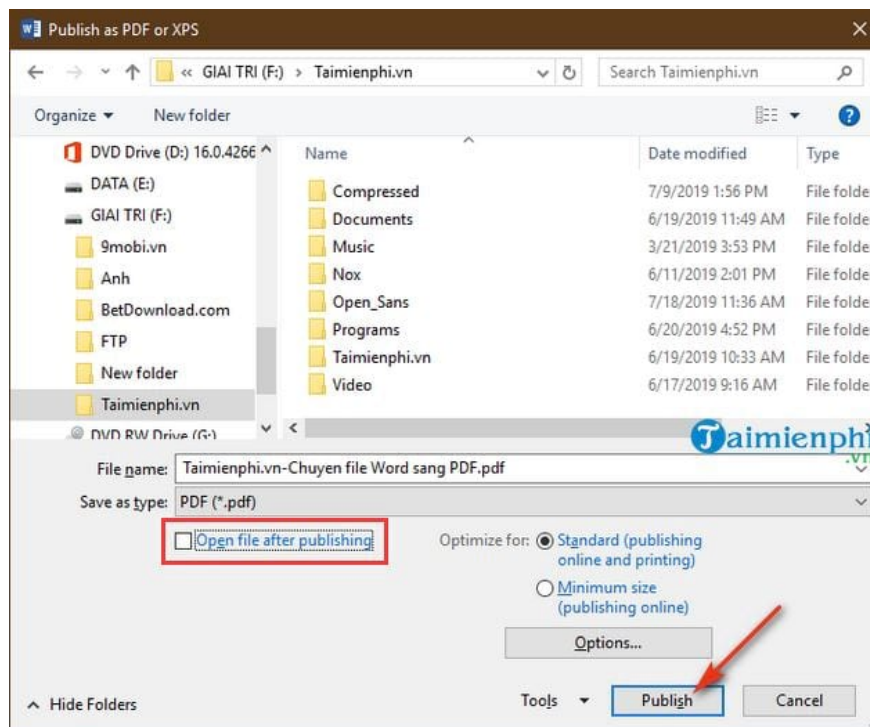 Publish as PDF or XPS
« GIAI TRI (F:) > Taimienphi.vn
Search Taimienphi.vn
Organize
New folder
DVD Drive (D:) 16.0.4266
DATA (E:)
GIAI TRI (F:)
9mobi.vn
Anh
BetDownload.com
FTP
New folder
Taimienphi.vn
DVD RW Drive (G:)
Name Date modified Type
Compressed 7/9/2019 1:56 PM File folde
Documents 6/19/2019 11:49 AM File folde
Music 3/21/2019 3:53 PM File folde
Nox 6/11/2019 2:01 PM File folde
Open_Sans 7/18/2019 11:36 AM File folde
Programs 6/20/2019 4:52 PM File folde
Taimienphi.vn 6/19/2019 10:33 AM File folde
Video 6/17/2019 9:16 AM File folde
Taimienphi
.vn
File name: Taimienphi.vn-Chuyen file Word sang PDF.pdf
Save as type: PDF (*.pdf)
Open file after publishing
Optimize for: Standard (publishing
online and printing)
Minimum size
(publishing online)
Options...
Hide Folders
Tools
Publish
Cancel